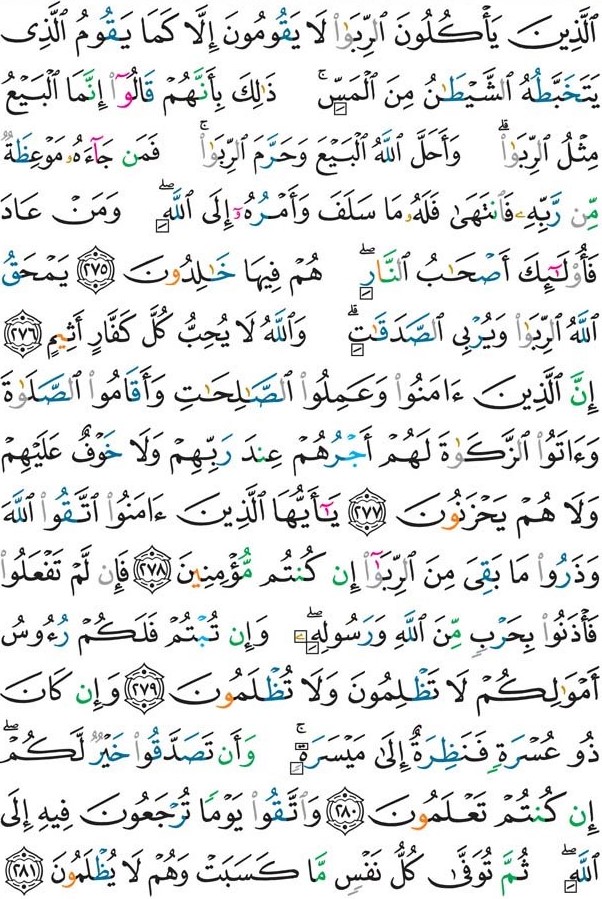 ٱلَّذِينَ يَأۡكُلُونَ ٱلرِّبَوٰاْ لَا يَقُومُونَ إِلَّا كَمَا يَقُومُ ٱلَّذِي
يَتَخَبَّطُهُ ٱلشَّيۡطَٰنُ مِنَ ٱلۡمَسِّۚ ذَٰلِكَ بِأَنَّهُمۡ قَالُوٓاْ إِنَّمَا ٱلۡبَيۡعُ
مِثۡلُ ٱلرِّبَوٰاْۗ وَأَحَلَّ ٱللَّهُ ٱلۡبَيۡعَ وَحَرَّمَ ٱلرِّبَوٰاْۚ فَمَن جَآءَهُۥ مَوۡعِظَةٞ
مِّن رَّبِّهِۦ فَٱنتَهَىٰ فَلَهُۥ مَا سَلَفَ وَأَمۡرُهُۥٓ إِلَى ٱللَّهِۖ وَمَنۡ عَادَ
فَأُوْلَٰٓئِكَ أَصۡحَٰبُ ٱلنَّارِۖ هُمۡ فِيهَا خَٰلِدُونَ ٢٧٥ يَمۡحَقُ
ٱللَّهُ ٱلرِّبَوٰاْ وَيُرۡبِي ٱلصَّدَقَٰتِۗ وَٱللَّهُ لَا يُحِبُّ كُلَّ كَفَّارٍ أَثِيمٍ ٢٧٦
إِنَّ ٱلَّذِينَ ءَامَنُواْ وَعَمِلُواْ ٱلصَّٰلِحَٰتِ وَأَقَامُواْ ٱلصَّلَوٰةَ
وَءَاتَوُاْ ٱلزَّكَوٰةَ لَهُمۡ أَجۡرُهُمۡ عِندَ رَبِّهِمۡ وَلَا خَوۡفٌ عَلَيۡهِمۡ
وَلَا هُمۡ يَحۡزَنُونَ ٢٧٧ يَٰٓأَيُّهَا ٱلَّذِينَ ءَامَنُواْ ٱتَّقُواْ ٱللَّهَ
وَذَرُواْ مَا بَقِيَ مِنَ ٱلرِّبَوٰٓاْ إِن كُنتُم مُّؤۡمِنِينَ ٢٧٨ فَإِن لَّمۡ تَفۡعَلُواْ
فَأۡذَنُواْ بِحَرۡبٖ مِّنَ ٱللَّهِ وَرَسُولِهِۦۖ وَإِن تُبۡتُمۡ فَلَكُمۡ رُءُوسُ
أَمۡوَٰلِكُمۡ لَا تَظۡلِمُونَ وَلَا تُظۡلَمُونَ ٢٧٩ وَإِن كَانَ
ذُو عُسۡرَةٖ فَنَظِرَةٌ إِلَىٰ مَيۡسَرَةٖۚ وَأَن تَصَدَّقُواْ خَيۡرٞ لَّكُمۡۖ
إِن كُنتُمۡ تَعۡلَمُونَ ٢٨٠ وَٱتَّقُواْ يَوۡمٗا تُرۡجَعُونَ فِيهِ إِلَى
ٱللَّهِۖ ثُمَّ تُوَفَّىٰ كُلُّ نَفۡسٖ مَّا كَسَبَتۡ وَهُمۡ لَا يُظۡلَمُونَ ٢٨١